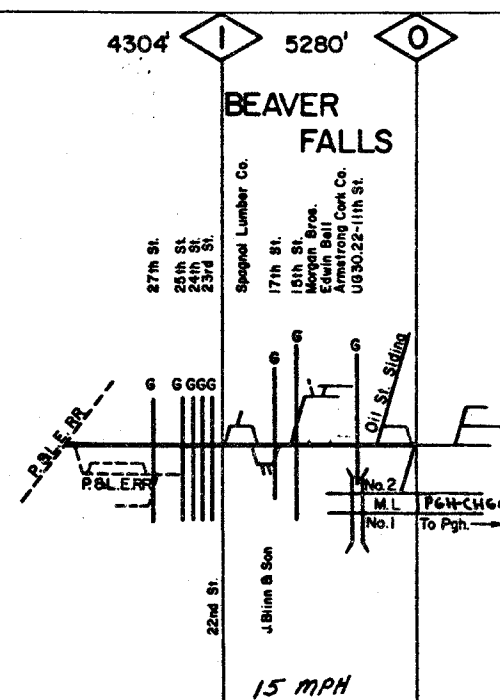 4304' 1 5280' 0
BEAVER
FALLS
27th St.
25th St.
24th St.
23rd St.
Spagnol Lumber Co.
17th St.
15th St.
Morgan Bros.
Edwin Bell
Armstrong Cork Co.
UG30.22-11th St.
G G G G G G G G
Oil St. Siding
P.&L.E. RR
P.&L.E.RR
No. 2
M.L PGH-CHG
No. 1 To Pgh.
22nd St.
J. Blinn & Son
15 MPH